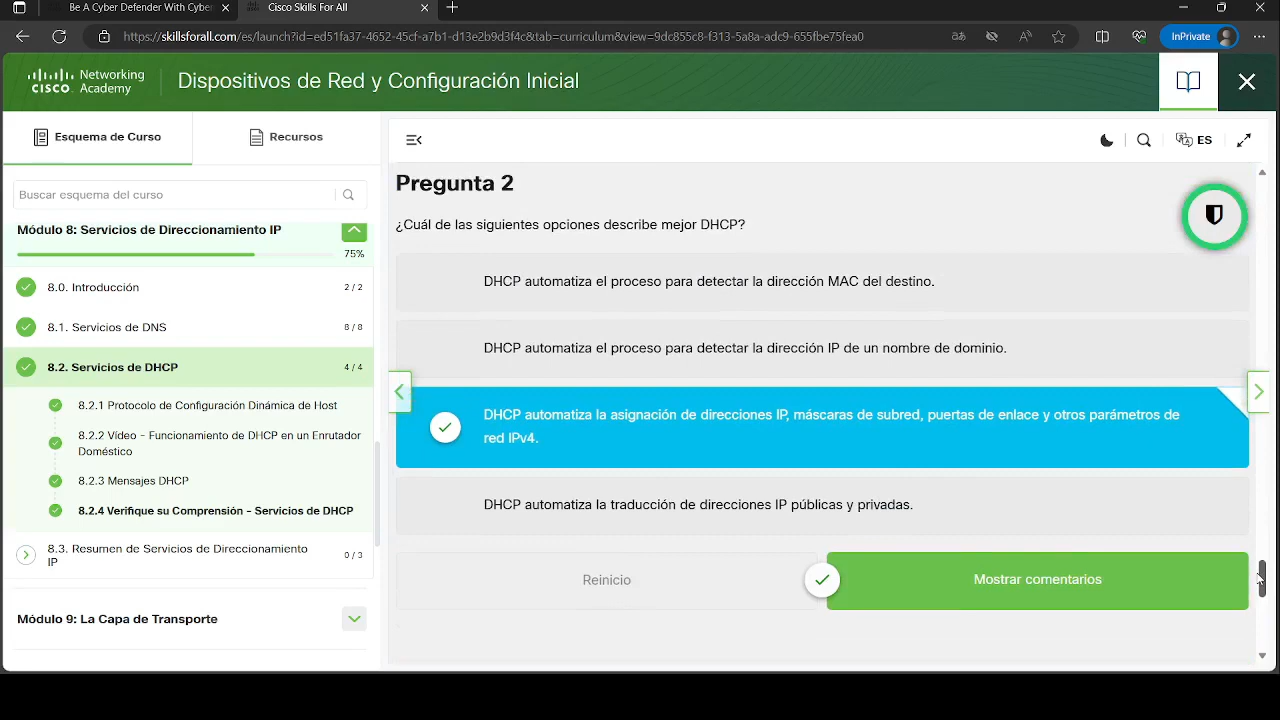 Be A Cyber Defender With Cyber
Cisco Skills For All
https://skillsforall.com/es/launch?id=ed51fa37-4652-45cf-a7b1-d13e2b9d3f4c&tab=curriculum&view=9dc855c8-f313-5a8a-adc9-655fbe75fea0
InPrivate
cisco
Networking
Academy
Dispositivos de Red y Configuración Inicial
Esquema de Curso
Recursos
ES
Buscar esquema del curso
Módulo 8: Servicios de Direccionamiento IP
75%
8.0. Introducción
2 / 2
8.1. Servicios de DNS
8 / 8
8.2. Servicios de DHCP
4 / 4
8.2.1 Protocolo de Configuración Dinámica de Host
8.2.2 Vídeo - Funcionamiento de DHCP en un Enrutador
Doméstico
8.2.3 Mensajes DHCP
8.2.4 Verifique su Comprensión - Servicios de DHCP
8.3. Resumen de Servicios de Direccionamiento
IP
0 / 3
Módulo 9: La Capa de Transporte
Pregunta 2
¿Cuál de las siguientes opciones describe mejor DHCP?
DHCP automatiza el proceso para detectar la dirección MAC del destino.
DHCP automatiza el proceso para detectar la dirección IP de un nombre de dominio.
DHCP automatiza la asignación de direcciones IP, máscaras de subred, puertas de enlace y otros parámetros de
red IPv4.
DHCP automatiza la traducción de direcciones IP públicas y privadas.
Reinicio
Mostrar comentarios